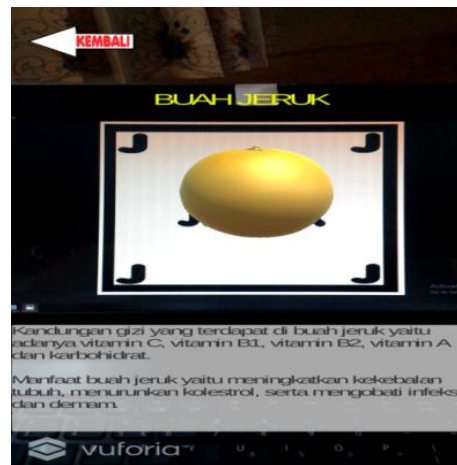 KEMBALI
BUAH JERUK
J J
J J
Kandungan gizi yang terdapat di buah jeruk yaitu
adanya vitamin C, vitamin B1, vitamin B2, vitamin A
dan karbohidrat.
Manfaat buah jeruk yaitu meningkatkan kekebalan
tubuh, menurunkan kolestrol, serta mengobati infeks
dan demam.
vuforia